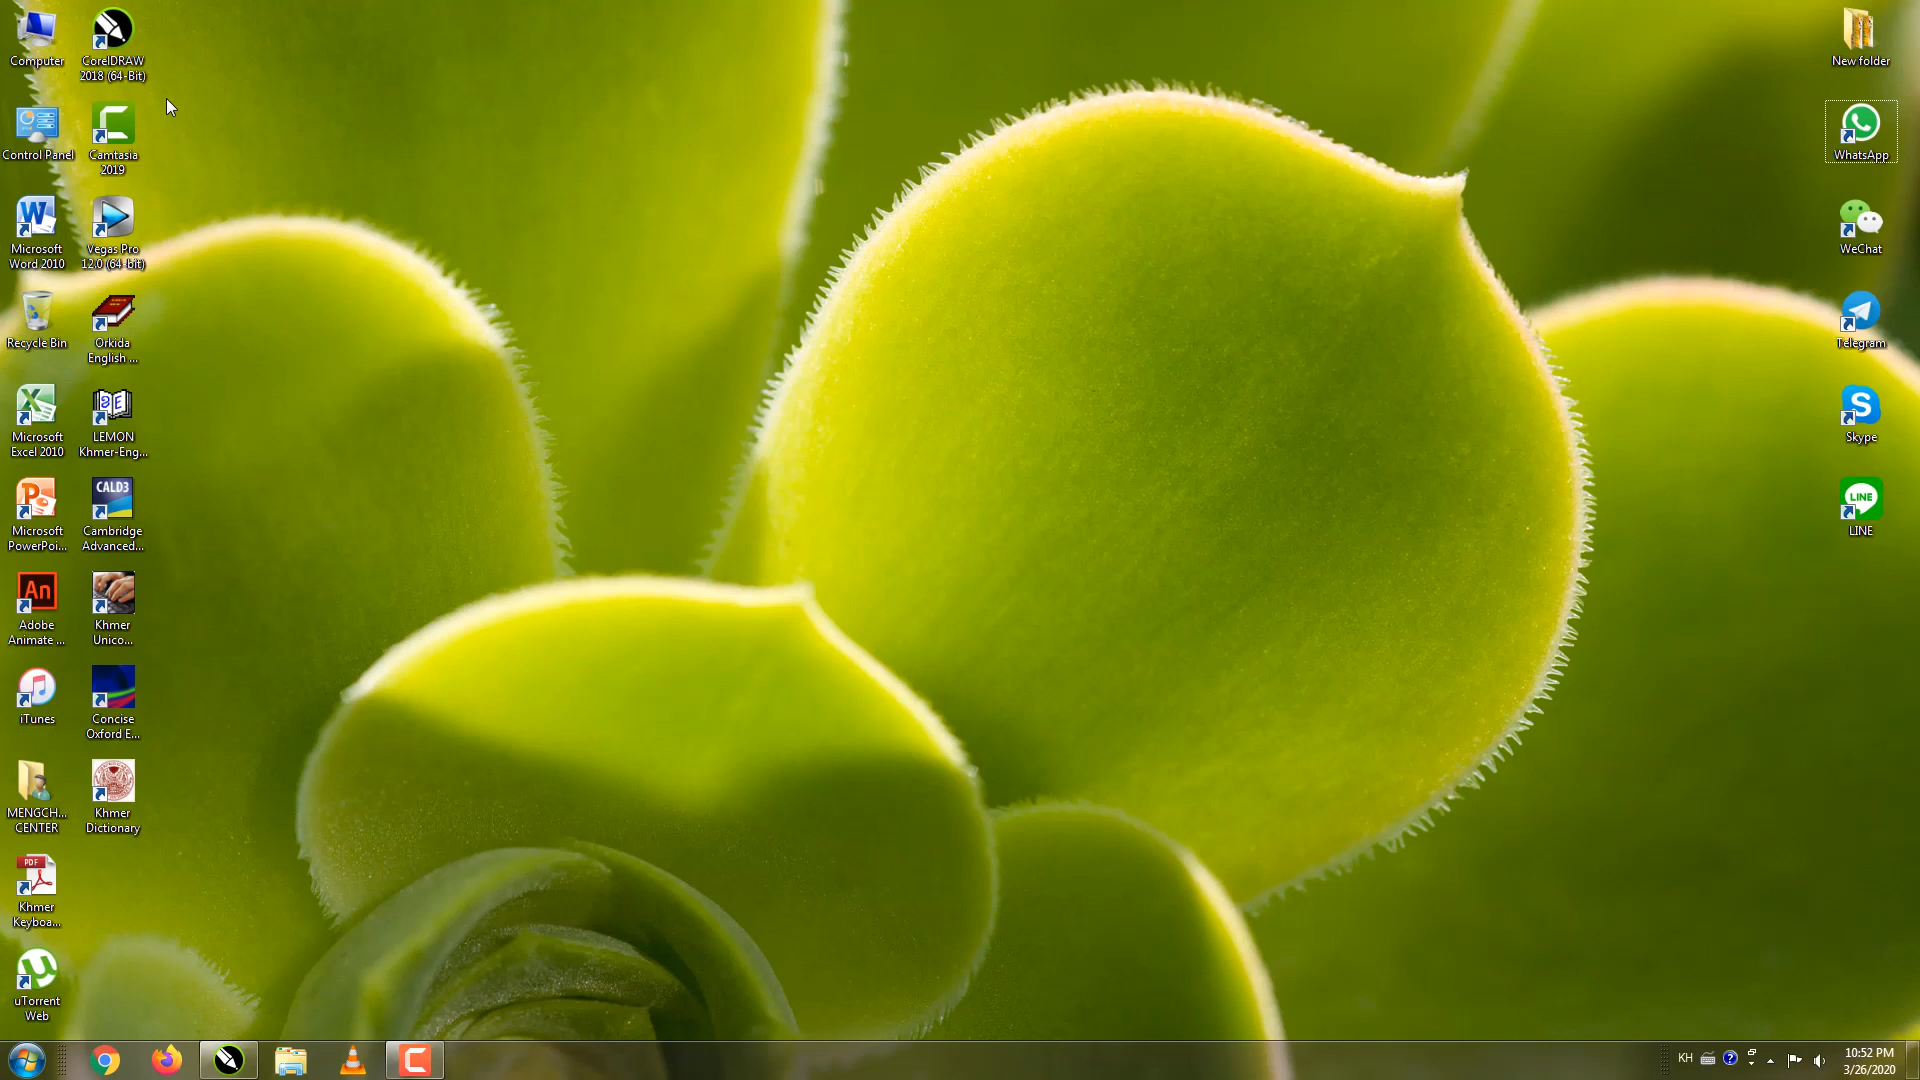 Computer
CorelDRAW
2018 (64-Bit)
Control Panel
Camtasia
2019
Microsoft
Word 2010
Vegas Pro
12.0 (64-bit)
Recycle Bin
Orkida
English ...
Microsoft
Excel 2010
LEMON
Khmer-Eng...
Microsoft
PowerPoi...
CALD3
Cambridge
Advanced...
An
Adobe
Animate ...
Khmer
Unico...
iTunes
Concise
Oxford E...
MENGCH...
CENTER
Khmer
Dictionary
PDF
Khmer
Keyboa...
uTorrent
Web
New folder
WhatsApp
WeChat
Telegram
Skype
LINE
LINE
KH
10:52 PM
3/26/2020